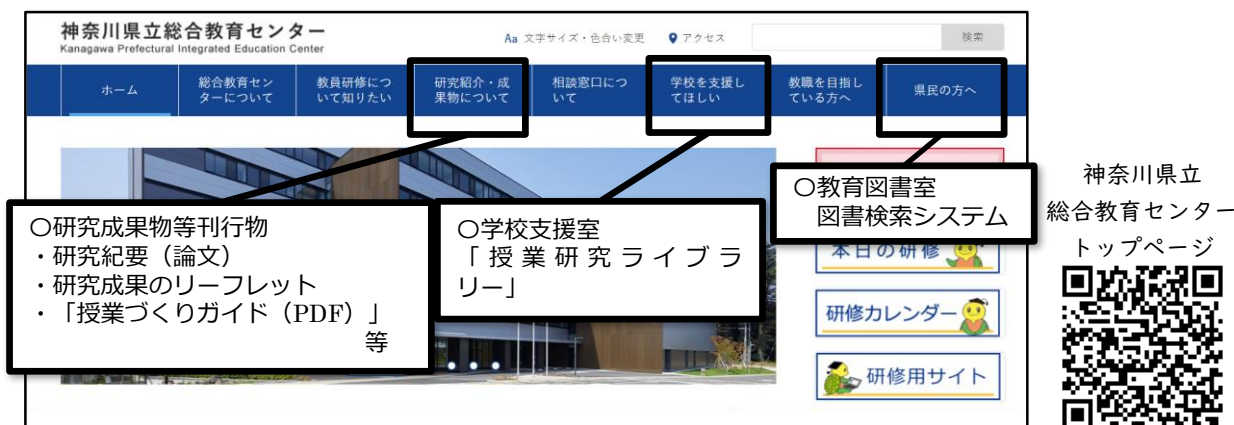 神奈川県立総合教育センター
Kanagawa Prefectural Integrated Education Center
Aa 文字サイズ・色合い変更
アクセス
検索
ホーム
総合教育セン
ターについて
教員研修につ
いて知りたい
研究紹介・成
果物について
相談窓口につ
いて
学校を支援し
てほしい
教職を目指し
ている方へ
県民の方へ
〇研究成果物等刊行物
・研究紀要（論文）
・研究成果のリーフレット
・「授業づくりガイド（PDF）」
等
〇学校支援室
「授業研究ライブラ
リー」
〇教育図書室
図書検索システム
本日の研修
研修カレンダー
研修用サイト
神奈川県立
総合教育センター
トップページ